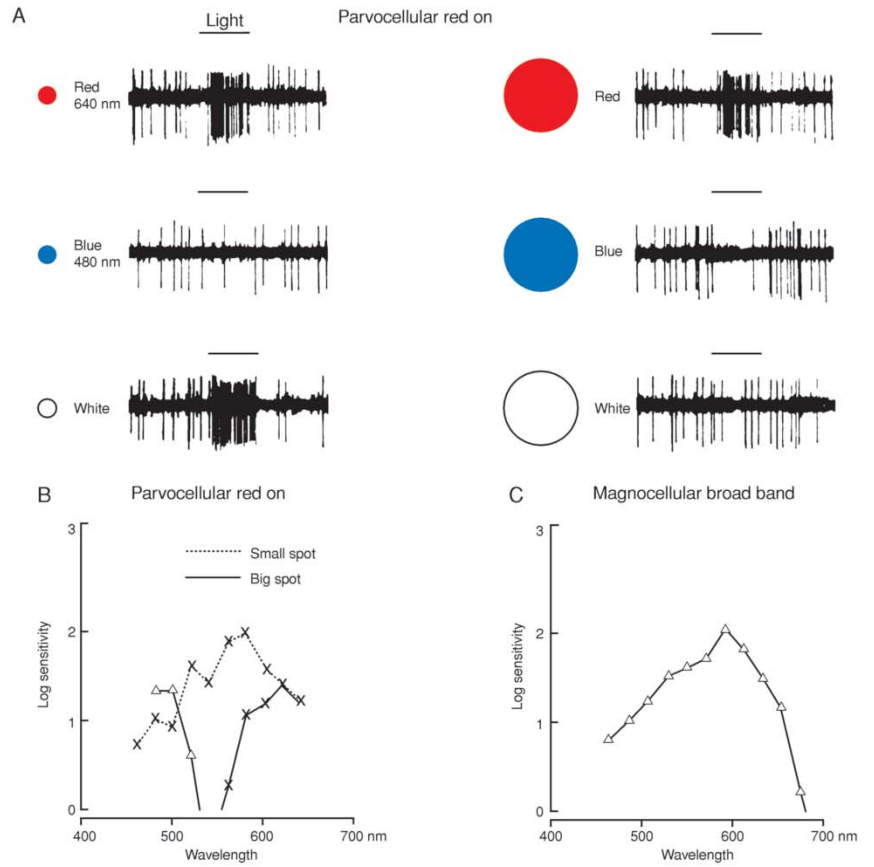 A
Light
Parvocellular red on
Red
640 nm
Red
Blue
480 nm
Blue
White
White
B
Parvocellular red on
3
2
1
0
Log sensitivity
Small spot
Big spot
400
500
600
700 nm
Wavelength
C
Magnocellular broad band
3
2
1
0
Log sensitivity
400
500
600
700 nm
Wavelength